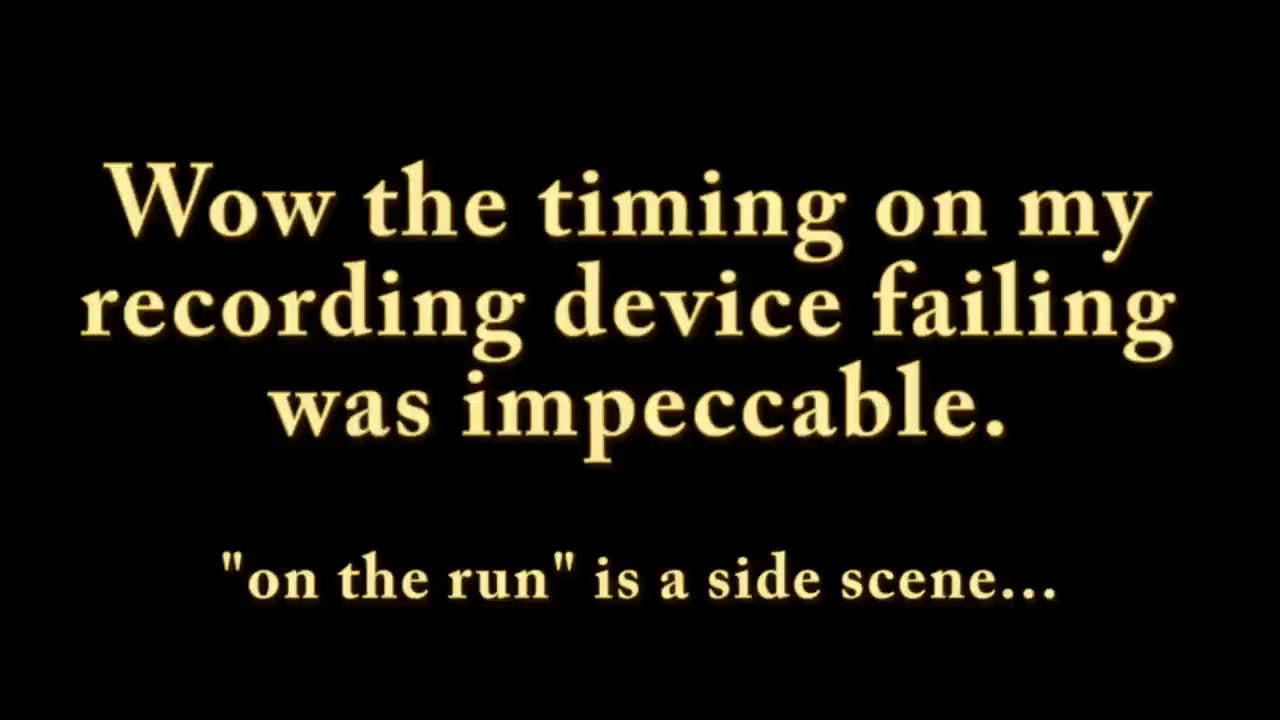 Wow the timing on my
recording device failing
was impeccable.
"on the run" is a side scene...